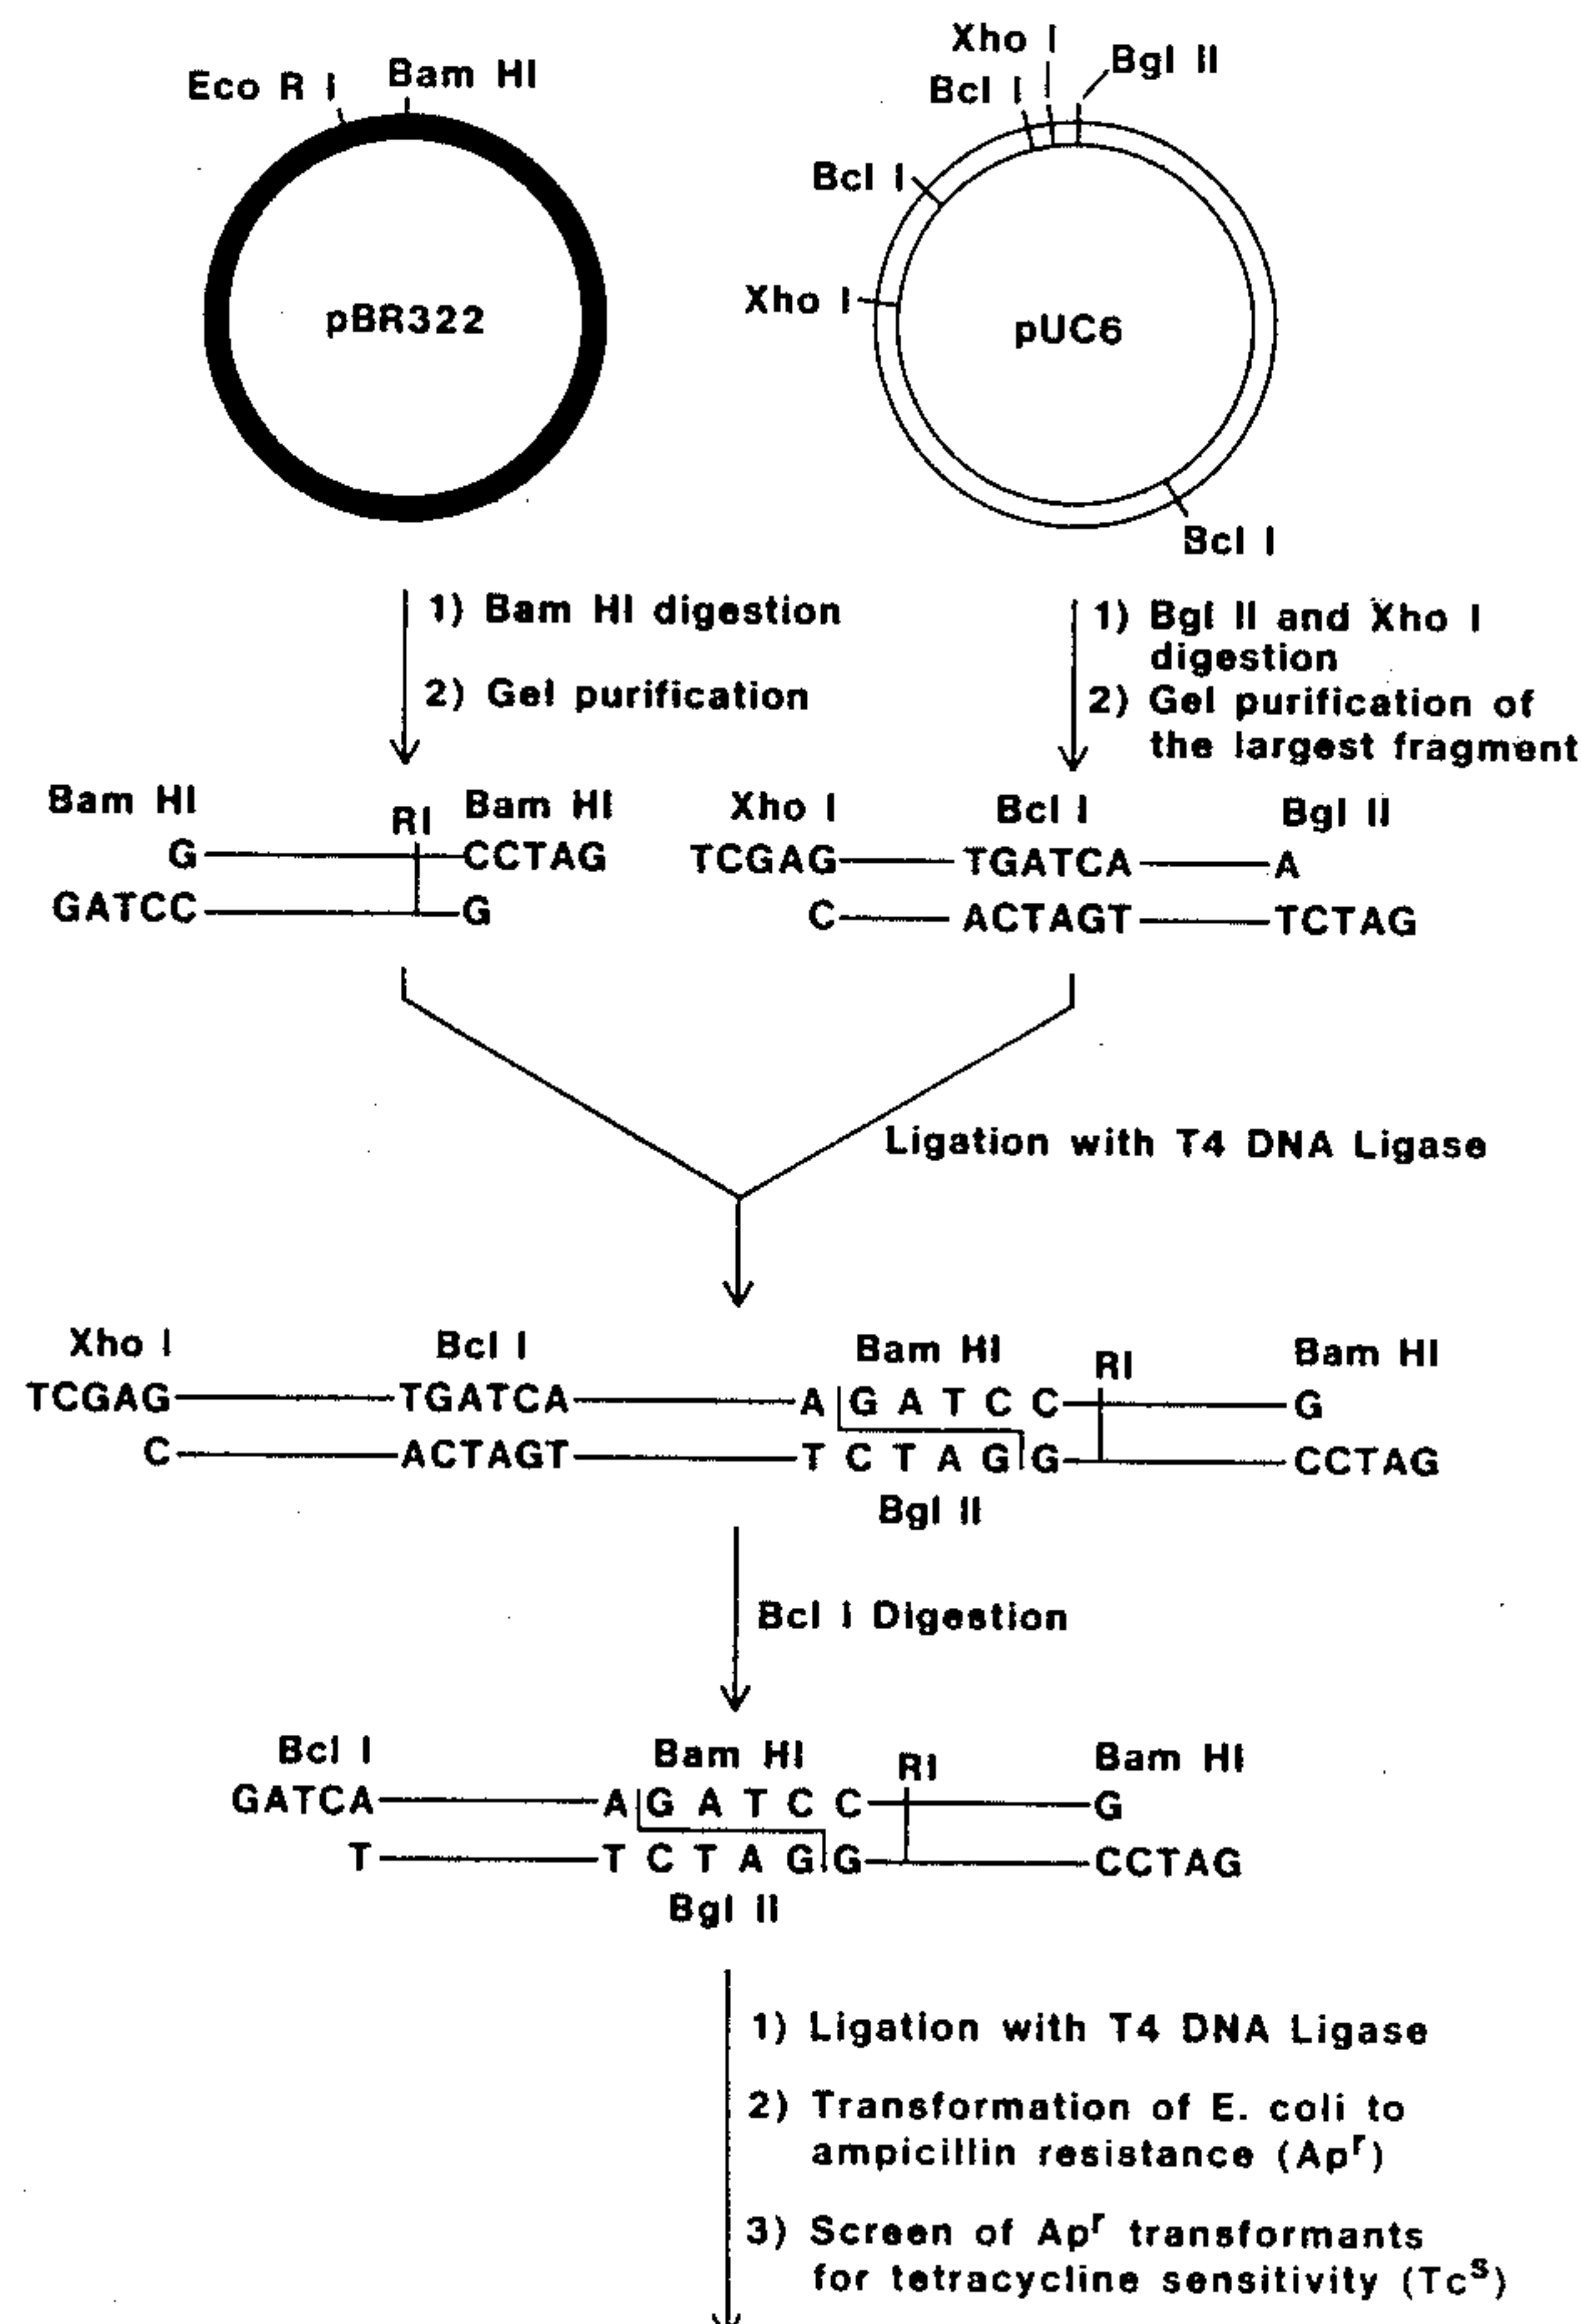 Eco R I
Bam HI
pBR322
Xho I
Bcl I
Bgl II
Bcl I
Xho I
pUC6
Bcl I
1) Bam HI digestion
2) Gel purification
1) Bgl II and Xho I
digestion
2) Gel purification of
the largest fragment
Bam HI RI Bam HI
G CCTAG
GATCC G
Xho I Bcl I Bgl II
TCGAG TGATCA A
C ACTAGT TCTAG
Ligation with T4 DNA Ligase
Xho I Bcl I Bam HI RI Bam HI
TCGAG TGATCA A G A T C C G
C ACTAGT T C T A G G CCTAG
Bgl II
Bcl I Digestion
Bcl I Bam HI RI Bam HI
GATCA A G A T C C G
T T C T A G G CCTAG
Bgl II
1) Ligation with T4 DNA Ligase
2) Transformation of E. coli to
ampicillin resistance (Apʳ)
3) Screen of Apʳ transformants
for tetracycline sensitivity (Tcˢ)